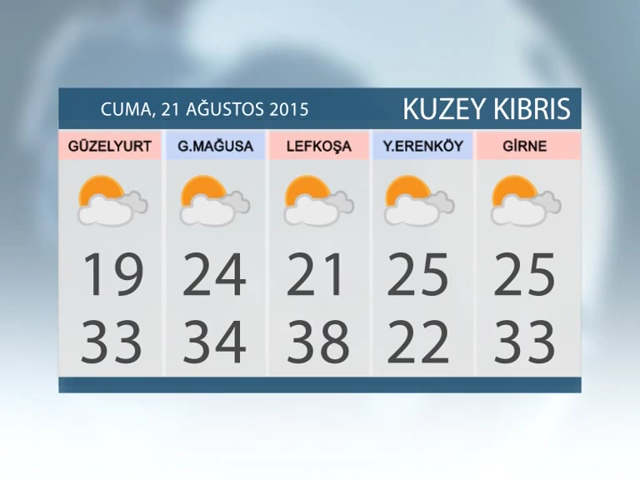 CUMA, 21 AĞUSTOS 2015 KUZEY KIBRIS
GÜZELYURT G.MAĞUSA LEFKOŞA Y.ERENKÖY GİRNE
19 24 21 25 25
33 34 38 22 33